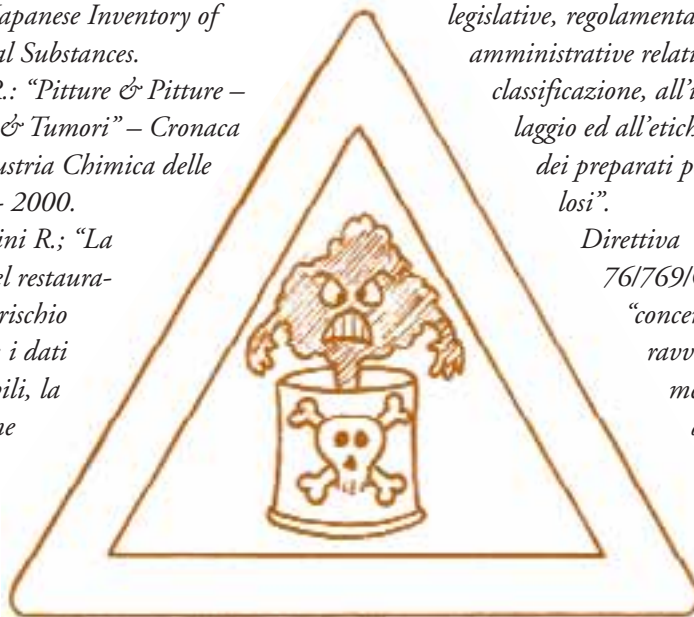 Japanese Inventory of
al Substances.
R.: “Pitture & Pitture –
& Tumori” – Cronaca
ustria Chimica delle
– 2000.
ini R.; “La
el restaura-
rischio
i dati
ili, la
ne
legislative, regolamenta
amministrative relati
classificazione, all’i
laggio ed all’etich
dei preparati p
losi”.
Direttiva
76/769/
“concer
ravv
me